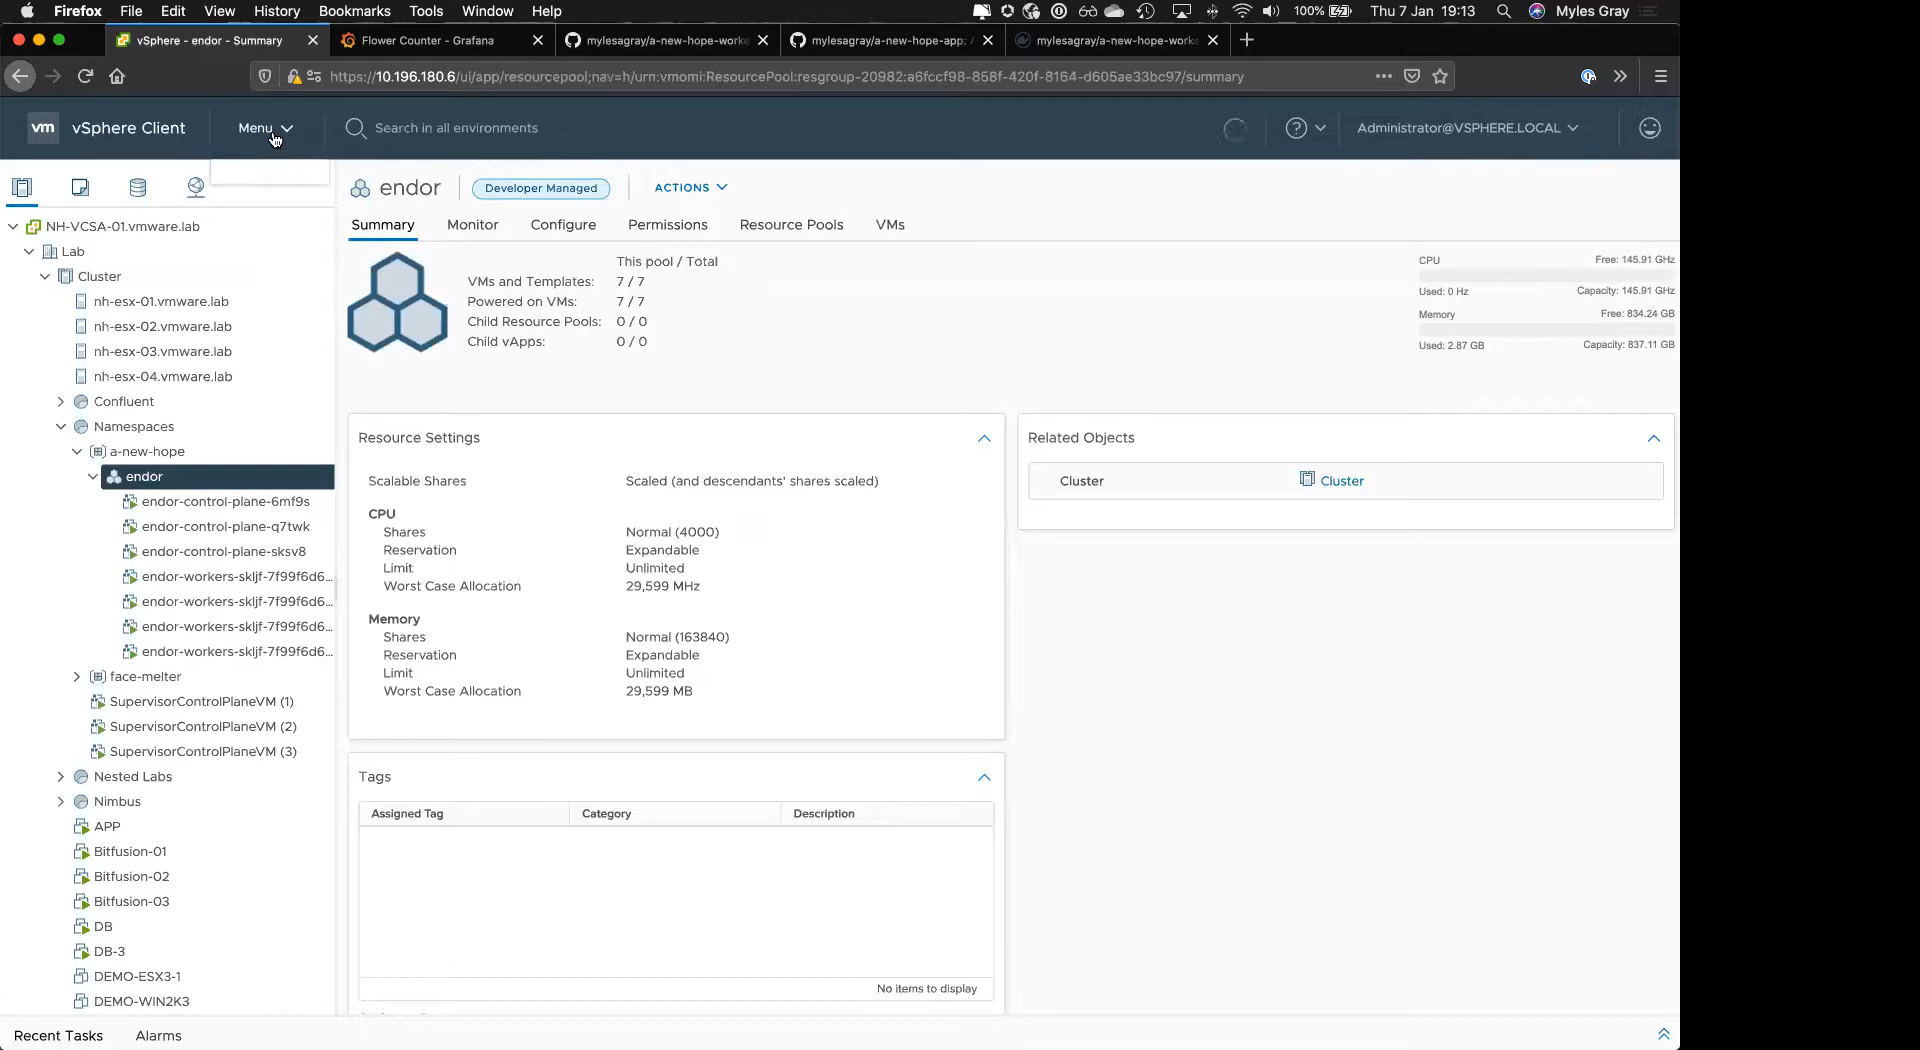 Firefox File Edit View History Bookmarks Tools Window Help 100% Thu 7 Jan 19:13 Myles Gray
vSphere - endor - Summary Flower Counter - Grafana mylesagray/a-new-hope-worke mylesagray/a-new-hope-app; / mylesagray/a-new-hope-worke
https://10.196.180.6/ui/app/resourcepool;nav=h/urn:vmomi:ResourcePool:resgroup-20982:a6fccf98-858f-420f-8164-d605ae33bc97/summary
vm vSphere Client Menu Search in all environments Administrator@VSPHERE.LOCAL
endor Developer Managed ACTIONS
Summary Monitor Configure Permissions Resource Pools VMs
NH-VCSA-01.vmware.lab
Lab
Cluster
nh-esx-01.vmware.lab
nh-esx-02.vmware.lab
nh-esx-03.vmware.lab
nh-esx-04.vmware.lab
Confluent
Namespaces
a-new-hope
endor
endor-control-plane-6mf9s
endor-control-plane-q7twk
endor-control-plane-sksv8
endor-workers-skljf-7f99f6d6...
endor-workers-skljf-7f99f6d6...
endor-workers-skljf-7f99f6d6...
endor-workers-skljf-7f99f6d6...
face-melter
SupervisorControlPlaneVM (1)
SupervisorControlPlaneVM (2)
SupervisorControlPlaneVM (3)
Nested Labs
Nimbus
APP
Bitfusion-01
Bitfusion-02
Bitfusion-03
DB
DB-3
DEMO-ESX3-1
DEMO-WIN2K3
This pool / Total
VMs and Templates: 7 / 7
Powered on VMs: 7 / 7
Child Resource Pools: 0 / 0
Child vApps: 0 / 0
CPU Free: 145.91 GHz
Used: 0 Hz Capacity: 145.91 GHz
Memory Free: 834.24 GB
Used: 2.87 GB Capacity: 837.11 GB
Resource Settings
Scalable Shares Scaled (and descendants' shares scaled)
CPU
Shares Normal (4000)
Reservation Expandable
Limit Unlimited
Worst Case Allocation 29,599 MHz
Memory
Shares Normal (163840)
Reservation Expandable
Limit Unlimited
Worst Case Allocation 29,599 MB
Related Objects
Cluster Cluster
Tags
Assigned Tag Category Description
No items to display
Recent Tasks Alarms